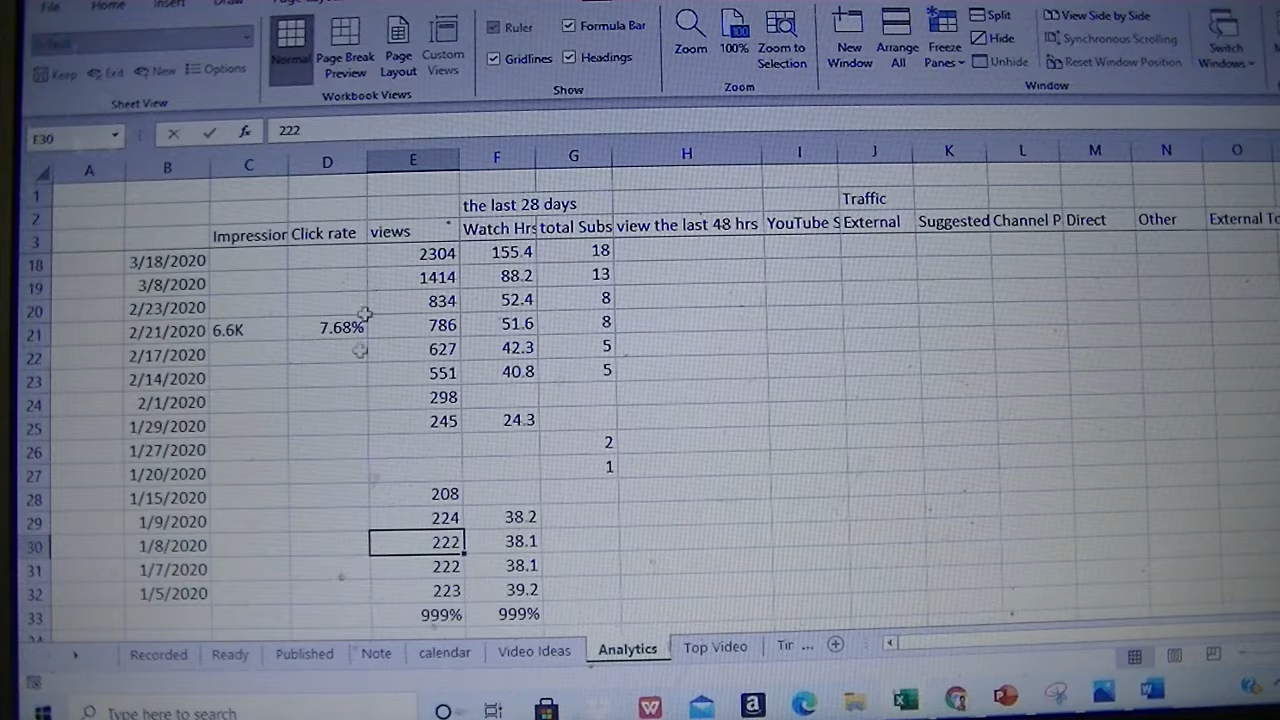 File Home Insert Draw
Default
Keep Exit New Options
Sheet View
Normal Page Break Preview Page Layout Custom Views
Workbook Views
Ruler Formula Bar
Gridlines Headings
Show
Zoom 100% Zoom to Selection
Zoom
New Window Arrange All Freeze Panes
Split
Hide
Unhide
View Side by Side
Synchronous Scrolling
Reset Window Position
Switch Windows
Window
E30 fx 222
A B C D E F G H I J K L M N O
1
2 the last 28 days Traffic
3 Impression Click rate views Watch Hrs total Subs view the last 48 hrs YouTube S External Suggested Channel P Direct Other External To
18 3/18/2020 2304 155.4 18
19 3/8/2020 1414 88.2 13
20 2/23/2020 834 52.4 8
21 2/21/2020 6.6K 7.68% 786 51.6 8
22 2/17/2020 627 42.3 5
23 2/14/2020 551 40.8 5
24 2/1/2020 298
25 1/29/2020 245 24.3
26 1/27/2020 2
27 1/20/2020 1
28 1/15/2020 208
29 1/9/2020 224 38.2
30 1/8/2020 222 38.1
31 1/7/2020 222 38.1
32 1/5/2020 223 39.2
33 999% 999%
Recorded Ready Published Note calendar Video Ideas Analytics Top Video Tir ...
Type here to search